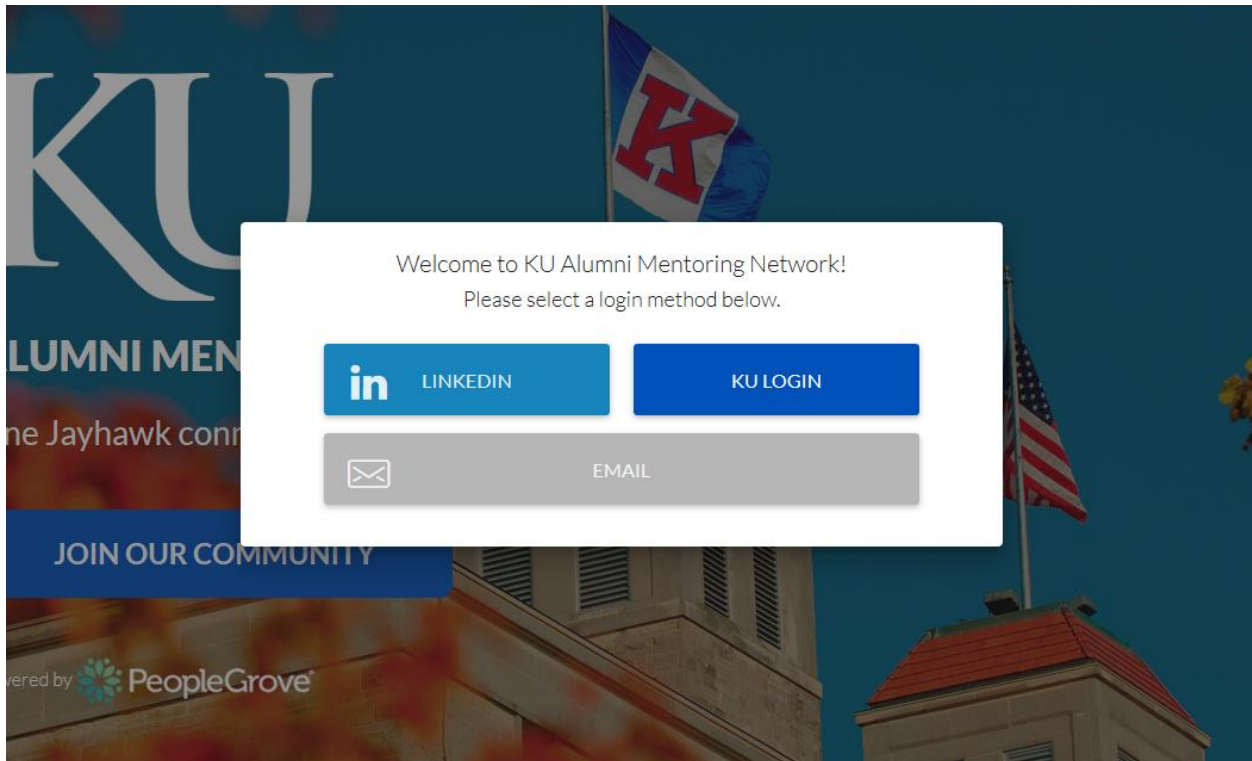 KU
K
Welcome to KU Alumni Mentoring Network!
Please select a login method below.
LUMNI MEN
in LINKEDIN
KU LOGIN
ne Jayhawk conn
EMAIL
JOIN OUR COMMUNITY
vered by PeopleGrove